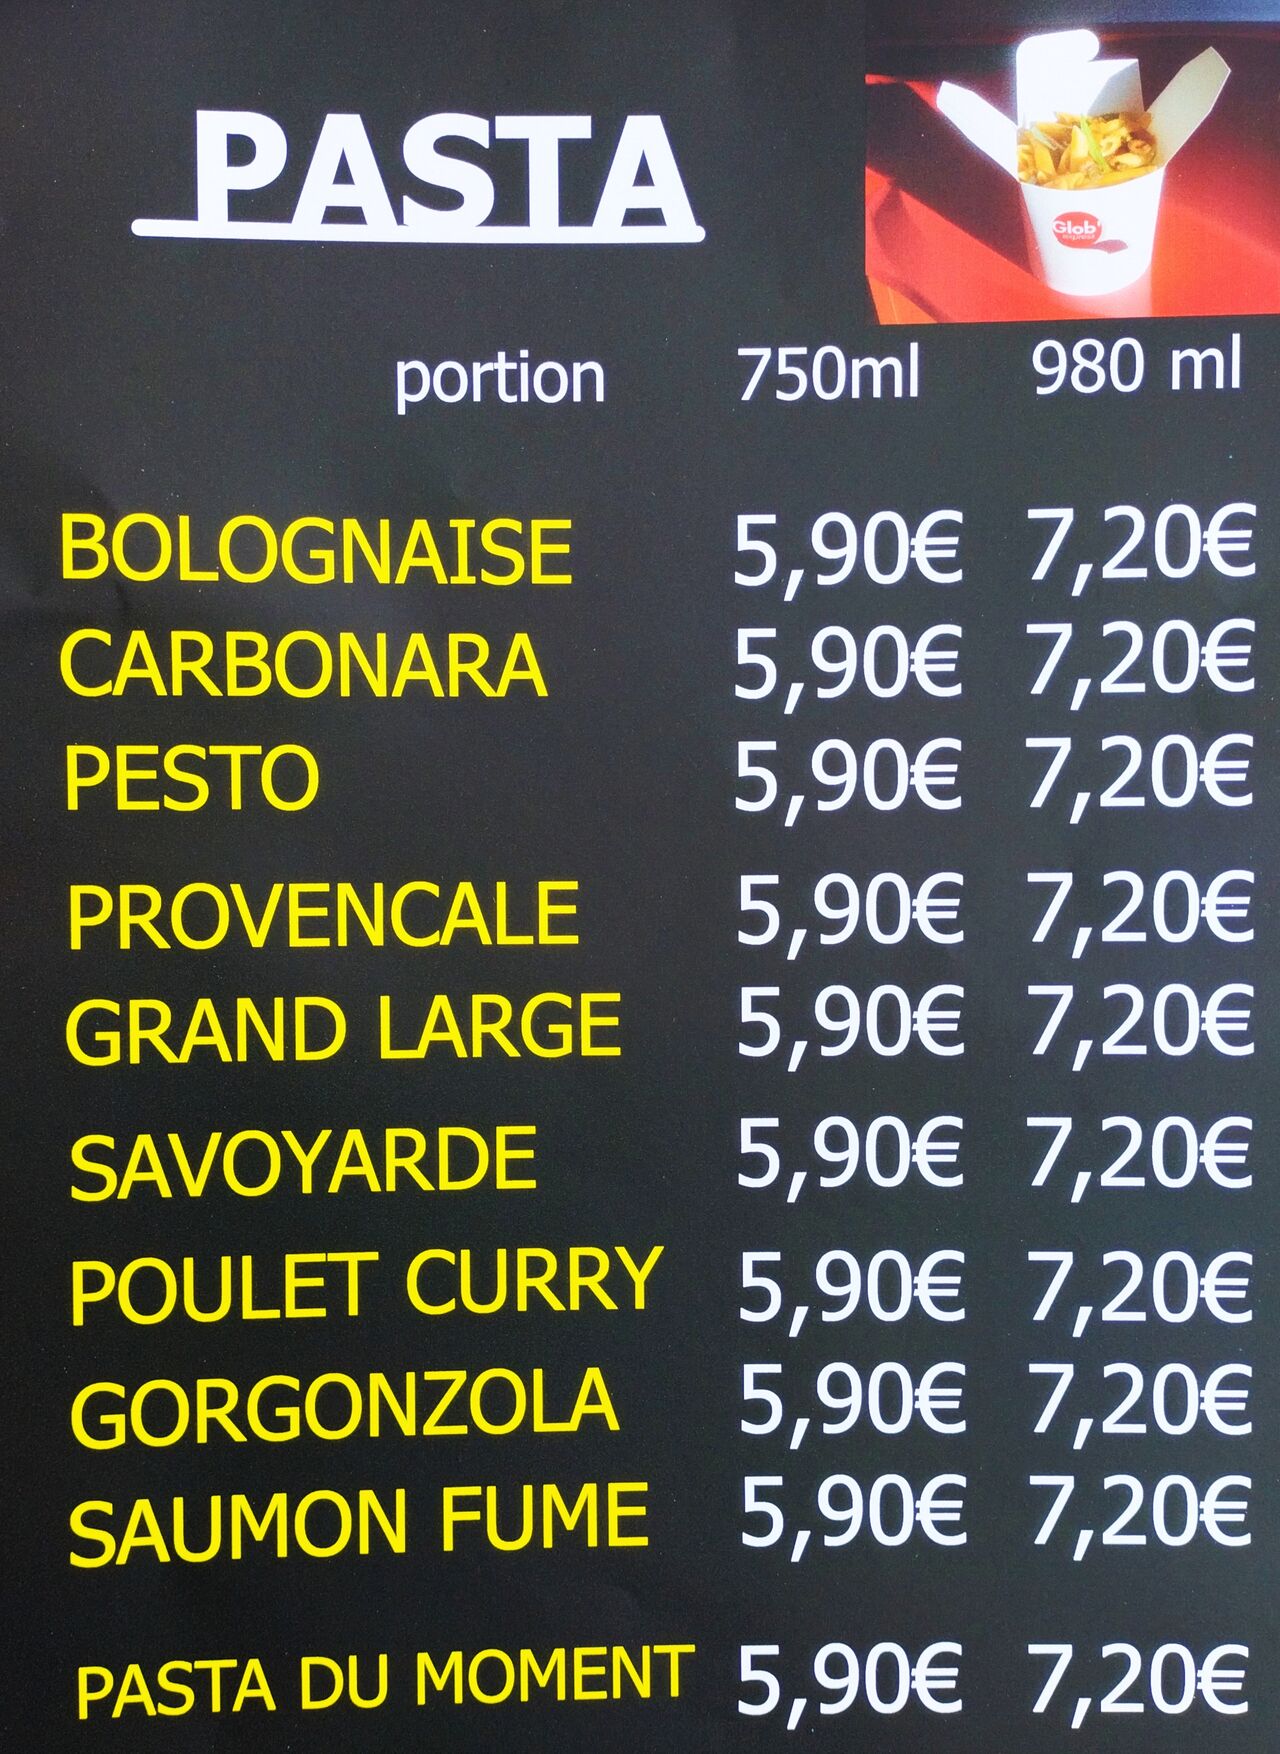 PASTA
Glob'
portion 750ml 980 ml
BOLOGNAISE 5,90€ 7,20€
CARBONARA 5,90€ 7,20€
PESTO 5,90€ 7,20€
PROVENCALE 5,90€ 7,20€
GRAND LARGE 5,90€ 7,20€
SAVOYARDE 5,90€ 7,20€
POULET CURRY 5,90€ 7,20€
GORGONZOLA 5,90€ 7,20€
SAUMON FUME 5,90€ 7,20€
PASTA DU MOMENT 5,90€ 7,20€